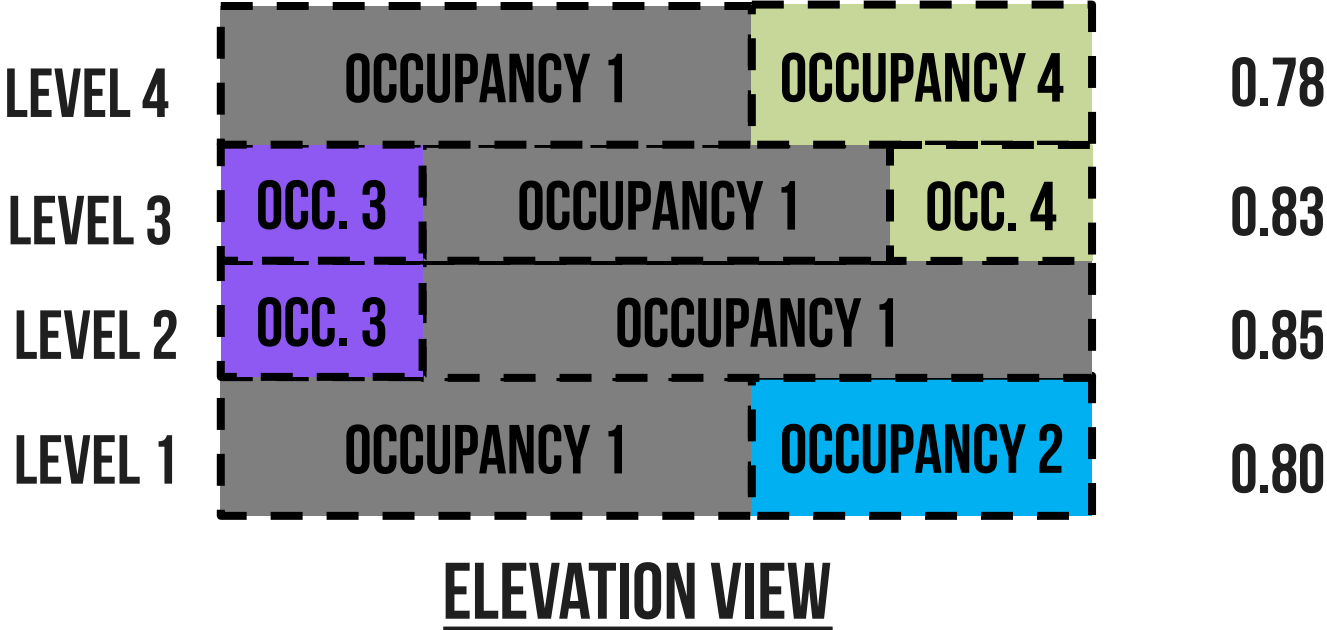 LEVEL 4 OCCUPANCY 1 OCCUPANCY 4 0.78
LEVEL 3 OCC. 3 OCCUPANCY 1 OCC. 4 0.83
LEVEL 2 OCC. 3 OCCUPANCY 1 0.85
LEVEL 1 OCCUPANCY 1 OCCUPANCY 2 0.80
ELEVATION VIEW